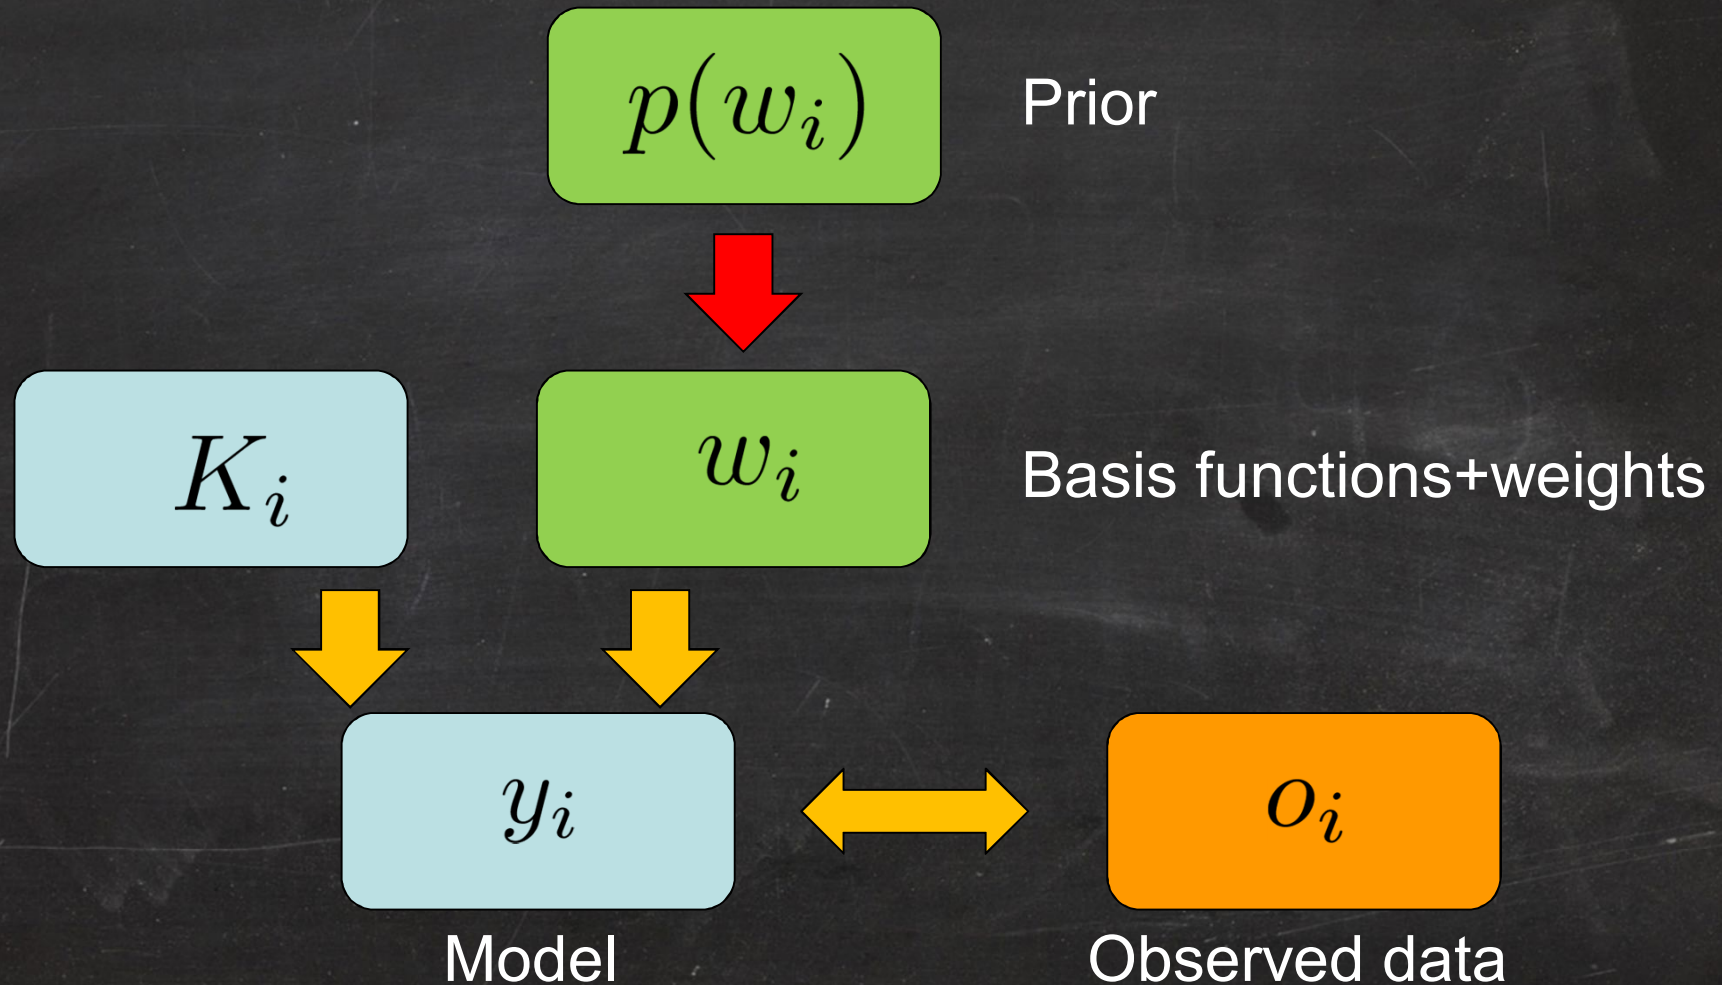 p(w_i)
Prior
K_i
w_i
Basis functions+weights
y_i
o_i
Model
Observed data